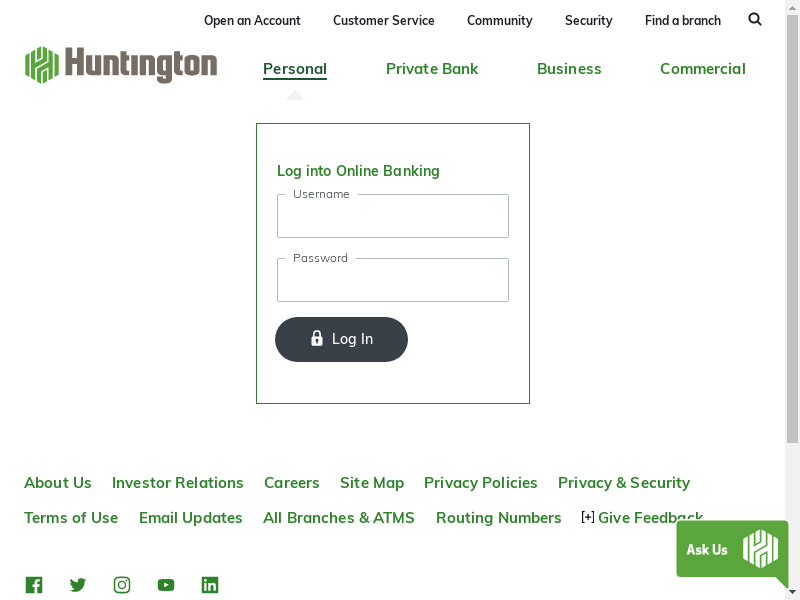 Open an Account Customer Service Community Security Find a branch
Huntington
Personal Private Bank Business Commercial
Log into Online Banking
Username
Password
Log In
About Us Investor Relations Careers Site Map Privacy Policies Privacy & Security
Terms of Use Email Updates All Branches & ATMS Routing Numbers [+] Give Feedback
Ask Us